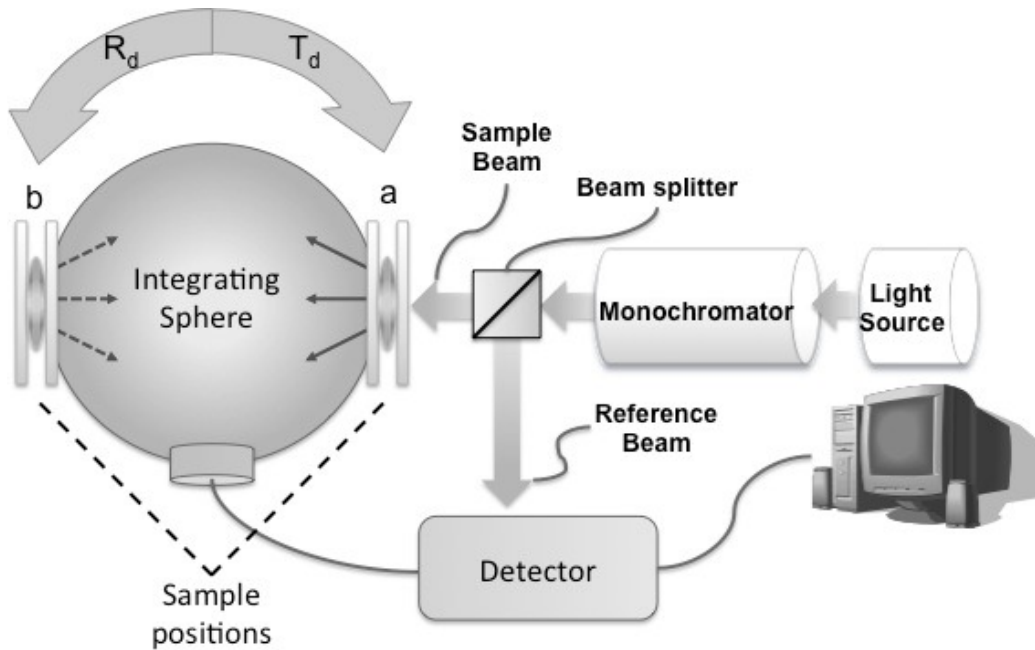 R_d
T_d
b
a
Sample
Beam
Beam splitter
Integrating
Sphere
Monochromator
Light
Source
Reference
Beam
Detector
Sample
positions